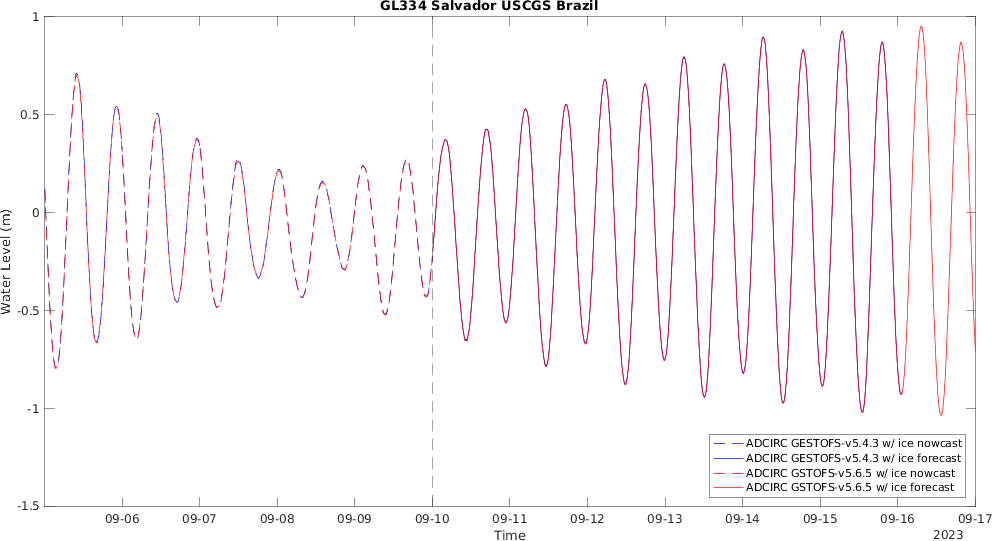 GL334 Salvador USCGS Brazil
1
0.5
0
-0.5
-1
-1.5
Water Level (m)
ADCIRC GESTOFS-v5.4.3 w/ ice nowcast
ADCIRC GESTOFS-v5.4.3 w/ ice forecast
ADCIRC GSTOFS-v5.6.5 w/ ice nowcast
ADCIRC GSTOFS-v5.6.5 w/ ice forecast
09-06 09-07 09-08 09-09 09-10 09-11 09-12 09-13 09-14 09-15 09-16 09-17
Time
2023